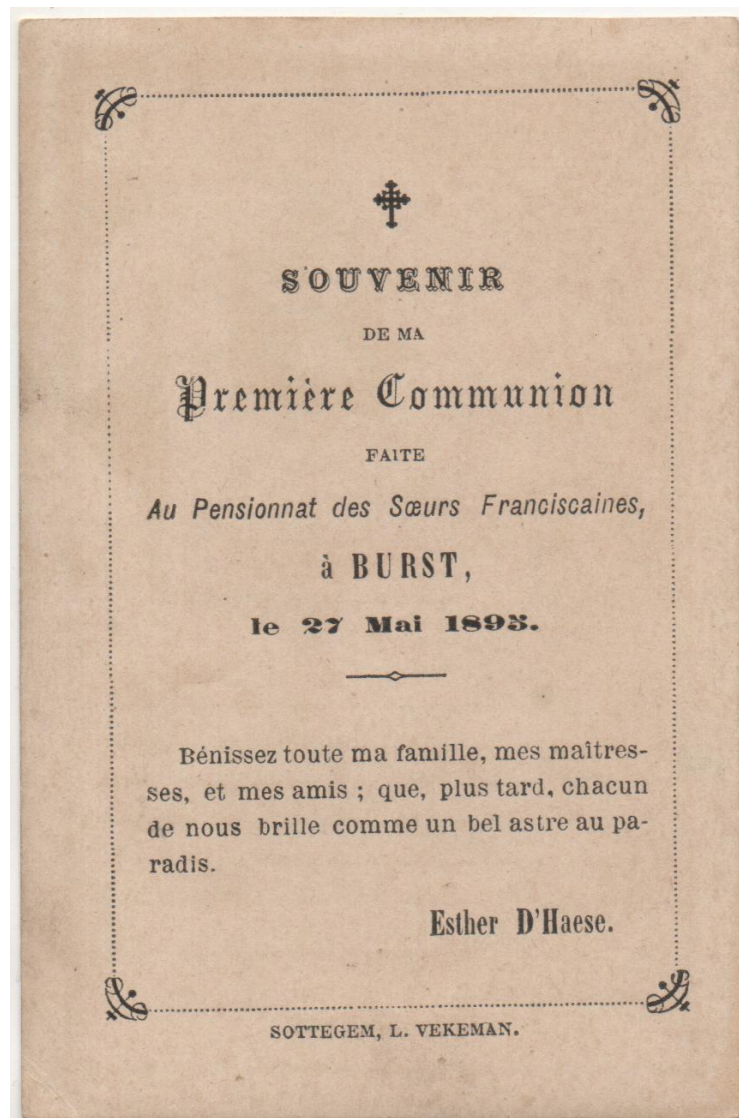 SOUVENIR
DE MA
Première Communion
FAITE
Au Pensionnat des Sœurs Franciscaines,
à BURST,
le 27 Mai 1895.
Bénissez toute ma famille, mes maîtres-
ses, et mes amis ; que, plus tard, chacun
de nous brille comme un bel astre au pa-
radis.
Esther D'Haese.
SOTTEGEM, L. VEKEMAN.